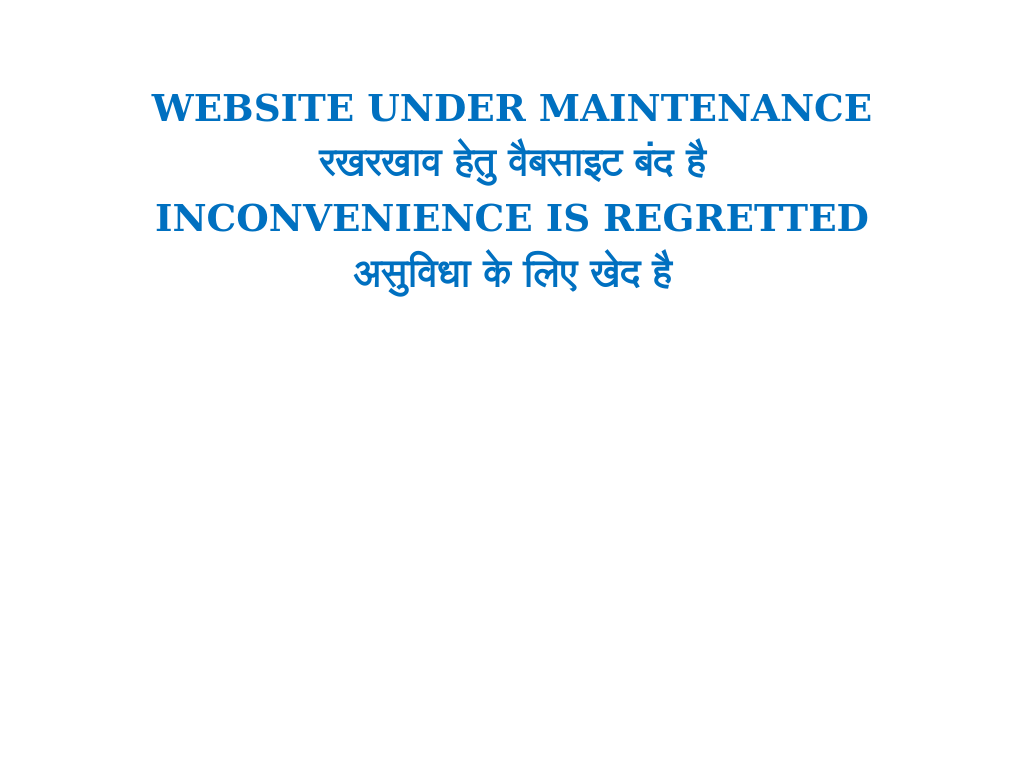 WEBSITE UNDER MAINTENANCE
रखरखाव हेतु वैबसाइट बंद है
INCONVENIENCE IS REGRETTED
असुविधा के लिए खेद है